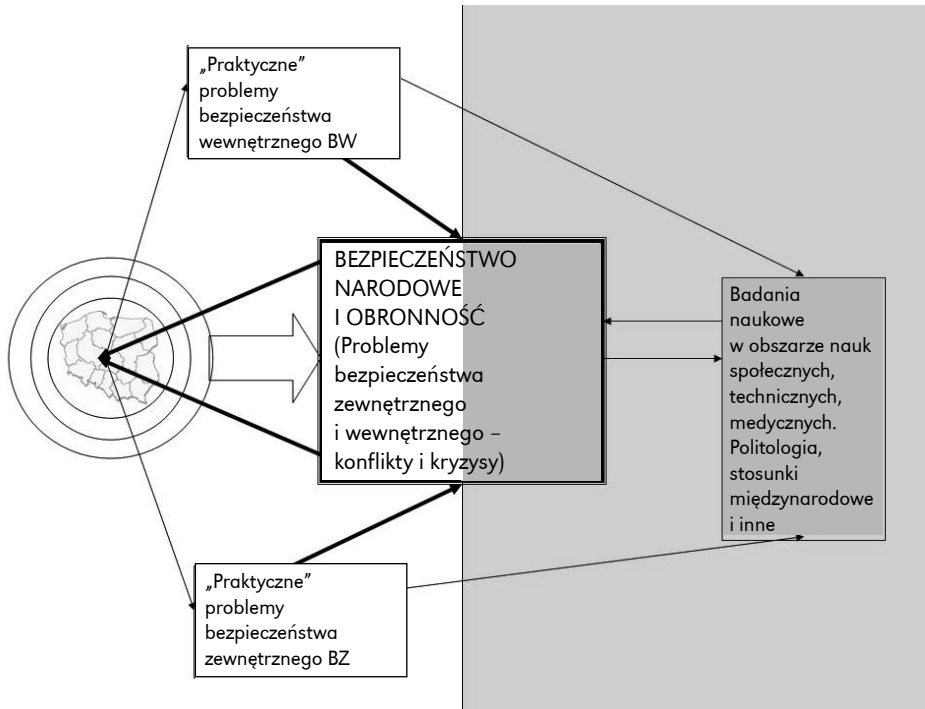 „Praktyczne”
problemy
bezpieczeństwa
wewnętrznego BW
BEZPIECZEŃSTWO
NARODOWE
I OBRONNOŚĆ
(Problemy
bezpieczeństwa
zewnętrznego
i wewnętrznego –
konflikty i kryzysy)
Badania
naukowe
w obszarze nauk
społecznych,
technicznych,
medycznych.
Politologia,
stosunki
międzynarodowe
i inne
„Praktyczne”
problemy
bezpieczeństwa
zewnętrznego BZ